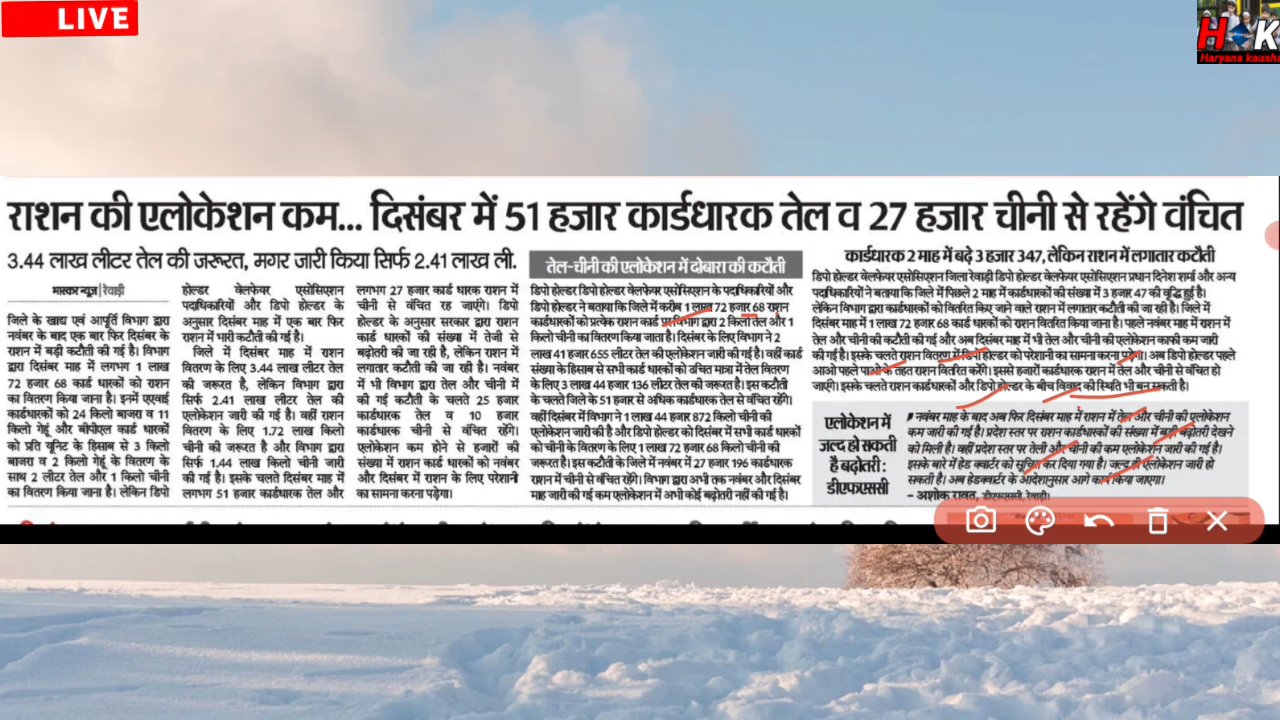 LIVE
H K
Haryana kaush
राशन की एलोकेशन कम... दिसंबर में 51 हजार कार्डधारक तेल व 27 हजार चीनी से रहेंगे वंचित
3.44 लाख लीटर तेल की जरूरत, मगर जारी किया सिर्फ 2.41 लाख ली.
भास्कर न्यूज | रेवाड़ी
जिले के खाद्य एवं आपूर्ति विभाग द्वारा
नवंबर के बाद एक बार फिर दिसंबर के
राशन में बड़ी कटौती की गई है। विभाग
द्वारा दिसंबर माह में लगभग 1 लाख
72 हजार 68 कार्ड धारकों को राशन
का वितरण किया जाना है। इनमें एएवाई
कार्डधारकों को 24 किलो बाजरा व 11
किलो गेहूं और बीपीएल कार्ड धारकों
को प्रति यूनिट के हिसाब से 3 किलो
बाजरा व 2 किलो गेहूं के वितरण के
साथ 2 लीटर तेल और 1 किलो चीनी
का वितरण किया जाना है। लेकिन डिपो
होल्डर वेलफेयर एसोसिएशन
पदाधिकारियों और डिपो होल्डर के
अनुसार दिसंबर माह में एक बार फिर
राशन में भारी कटौती की गई है।
जिले में दिसंबर माह में राशन
वितरण के लिए 3.44 लाख लीटर तेल
की जरूरत है, लेकिन विभाग द्वारा
सिर्फ 2.41 लाख लीटर तेल की
एलोकेशन जारी की गई है। वहीं राशन
वितरण के लिए 1.72 लाख किलो
चीनी की जरूरत है और विभाग द्वारा
सिर्फ 1.44 लाख किलो चीनी जारी
की गई है। इसके चलते दिसंबर माह में
लगभग 51 हजार कार्डधारक तेल और
लगभग 27 हजार कार्ड धारक राशन में
चीनी से वंचित रह जाएंगे। डिपो
होल्डर के अनुसार सरकार द्वारा राशन
कार्ड धारकों की संख्या में तेजी से
बढ़ोतरी की जा रही है, लेकिन राशन में
लगातार कटौती की जा रही है। नवंबर
में भी विभाग द्वारा तेल और चीनी में
की गई कटौती के चलते 25 हजार
कार्डधारक तेल व 10 हजार
कार्डधारक चीनी से वंचित रहेंगे।
एलोकेशन कम होने से हजारों की
संख्या में राशन कार्ड धारकों को नवंबर
और दिसंबर में राशन के लिए परेशानी
का सामना करना पड़ेगा।
तेल-चीनी की एलोकेशन में दोबारा की कटौती
डिपो होल्डर डिपो होल्डर वेलफेयर एसोसिएशन के पदाधिकारियों और
डिपो होल्डर ने बताया कि जिले में करीब 1 लाख 72 हजार 68 राशन
कार्डधारकों को प्रत्येक राशन कार्ड पर विभाग द्वारा 2 किलो तेल और 1
किलो चीनी का वितरण किया जाता है। दिसंबर के लिए विभाग ने 2
लाख 41 हजार 655 लीटर तेल की एलोकेशन जारी की गई है। वहीं कार्ड
संख्या के हिसाब से सभी कार्ड धारकों को उचित मात्रा में तेल वितरण
के लिए 3 लाख 44 हजार 136 लीटर तेल की जरूरत है। इस कटौती
के चलते जिले के 51 हजार से अधिक कार्डधारक तेल से वंचित रहेंगे।
वहीं दिसंबर में विभाग ने 1 लाख 44 हजार 872 किलो चीनी की
एलोकेशन जारी की है और डिपो होल्डर को दिसंबर में सभी कार्ड धारकों
को चीनी के वितरण के लिए 1 लाख 72 हजार 68 किलो चीनी की
जरूरत है। इस कटौती के जिले में नवंबर में 27 हजार 196 कार्डधारक
राशन में चीनी से वंचित रहेंगे। विभाग द्वारा अभी तक नवंबर और दिसंबर
माह जारी की गई कम एलोकेशन में अभी कोई बढ़ोतरी नहीं की गई है।
कार्डधारक 2 माह में बढ़े 3 हजार 347, लेकिन राशन में लगातार कटौती
डिपो होल्डर वेलफेयर एसोसिएशन जिला रेवाड़ी डिपो होल्डर वेलफेयर एसोसिएशन प्रधान दिनेश शर्मा और अन्य
पदाधिकारियों ने बताया कि जिले में पिछले 2 माह में कार्डधारकों की संख्या में 3 हजार 47 की वृद्धि हुई है।
लेकिन विभाग द्वारा कार्डधारकों को वितरित किए जाने वाले राशन में लगातार कटौती की जा रही है। जिले में
दिसंबर माह में 1 लाख 72 हजार 68 कार्ड धारकों को राशन वितरित किया जाना है। पहले नवंबर माह में राशन में
तेल और चीनी की कटौती की गई और अब दिसंबर माह में भी तेल और चीनी की एलोकेशन काफी कम जारी
की गई है। इसके चलते राशन वितरण में डिपो होल्डर को परेशानी का सामना करना पड़ेगा। अब डिपो होल्डर पहले
आओ पहले पाओ के तहत राशन वितरित करेंगे। इससे हजारों कार्डधारक राशन में तेल और चीनी से वंचित हो
जाएंगे। इसके चलते राशन कार्डधारकों और डिपो होल्डर के बीच विवाद की स्थिति भी बन सकती है।
एलोकेशन में
जल्द हो सकती
है बढ़ोतरी :
डीएफएससी
नवंबर माह के बाद अब फिर दिसंबर माह में राशन में तेल और चीनी की एलोकेशन
कम जारी की गई है। प्रदेश स्तर पर राशन कार्डधारकों की संख्या में बड़ी बढ़ोतरी देखने
को मिली है। वहीं प्रदेश स्तर पर तेली और चीनी की कम एलोकेशन जारी की गई है।
इसके बारे में हेड क्वार्टर को सूचित कर दिया गया है। जल्द ही एलोकेशन जारी हो
सकती है। अब हेडक्वार्टर के आदेशानुसार आगे कार्य किया जाएगा।
– अशोक रावत, डीएफएससी, रेवाड़ी।